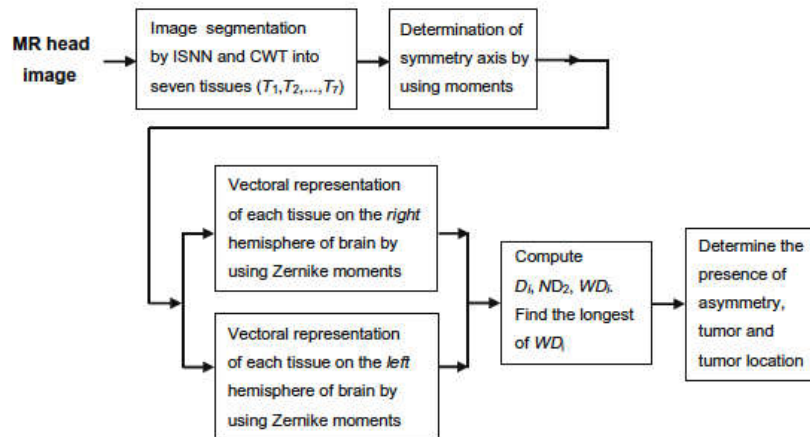 MR head
image
Image segmentation
by ISNN and CWT into
seven tissues (T1,T2,...,T7)
Determination of
symmetry axis by
using moments
Vectoral representation
of each tissue on the right
hemisphere of brain by
using Zernike moments
Vectoral representation
of each tissue on the left
hemisphere of brain by
using Zernike moments
Compute
Di, ND2, WDi.
Find the longest
of WDi
Determine the
presence of
asymmetry,
tumor and
tumor location